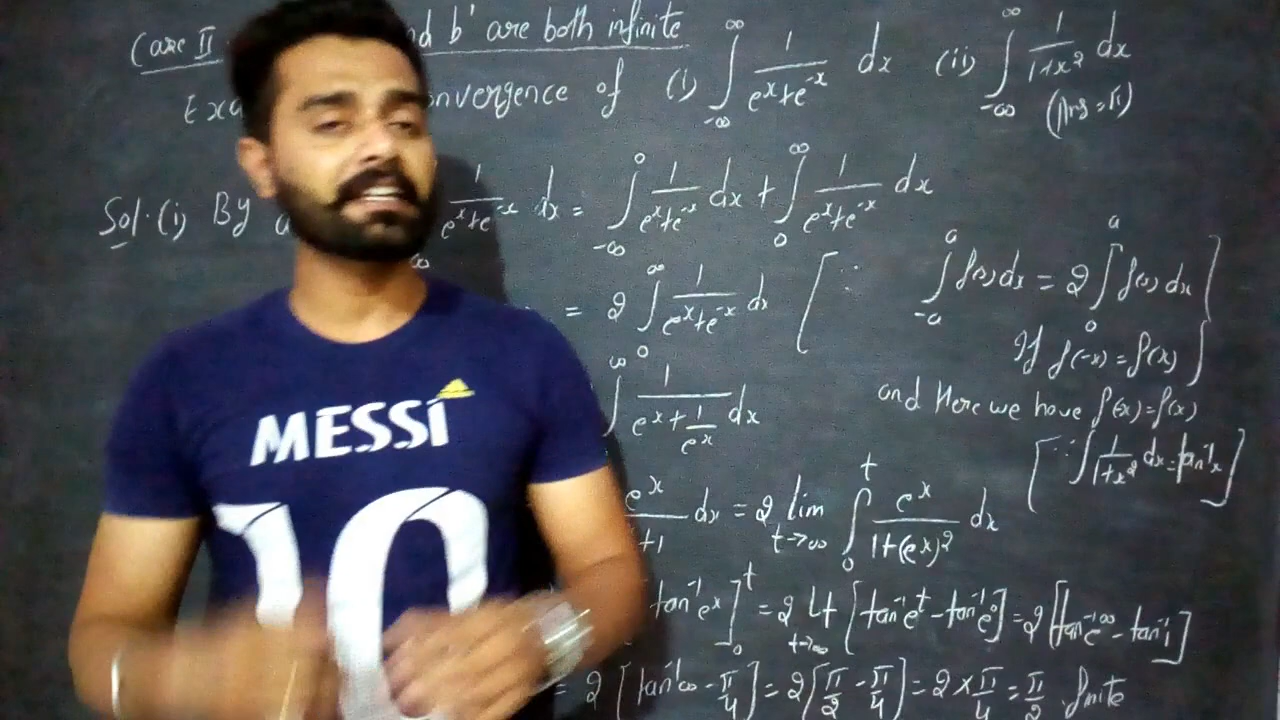 Case II nd b' are both infinite
Exa nvergence of (i) ∫_{-∞}^{∞} 1/(e^x+e^{-x}) dx (ii) ∫_{-∞}^{∞} 1/(1+x²) dx
(Ans = π)
Sol. (i) By 1/(e^x+e^{-x}) dx = ∫_{-∞}^{0} 1/(e^x+e^{-x}) dx + ∫_{0}^{∞} 1/(e^x+e^{-x}) dx
= 2 ∫_{0}^{∞} 1/(e^x+e^{-x}) dx [∵ ∫_{-a}^{a} f(x) dx = 2 ∫_{0}^{a} f(x) dx
If f(-x) = f(x)]
∫^{∞} 1/(e^x + 1/e^x) dx and Here we have f(-x) = f(x)
[∵ ∫ 1/(1+x²) dx = tan⁻¹x]
e^x/+1 dx = 2 lim_{t→∞} ∫_{0}^{t} e^x/(1+(e^x)²) dx
tan⁻¹e^x]_{0}^{t} = 2 Lt_{t→∞} [tan⁻¹e^t - tan⁻¹e^0] = 2[tan⁻¹e^∞ - tan⁻¹1]
= 2 [tan⁻¹∞ - π/4] = 2[π/2 - π/4] = 2 × π/4 = π/2 finite
MESSI
10